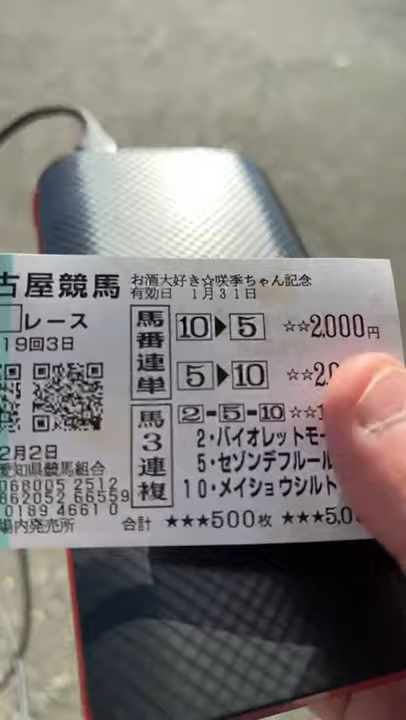 古屋競馬
お酒大好き☆咲季ちゃん記念
有効日 1月31日
レース
19回3日
馬番連単
10▶5 ☆☆2,000円
5▶10 ☆☆2,0
馬3連複
2-5-10☆☆1
2・バイオレットモー
5・セゾンデフルール
10・メイショウシルト
2月2日
愛知県競馬組合
068005 2512
862052 66559
0189 46610
場内発売所
合計 ★★★500枚 ★★★5,0